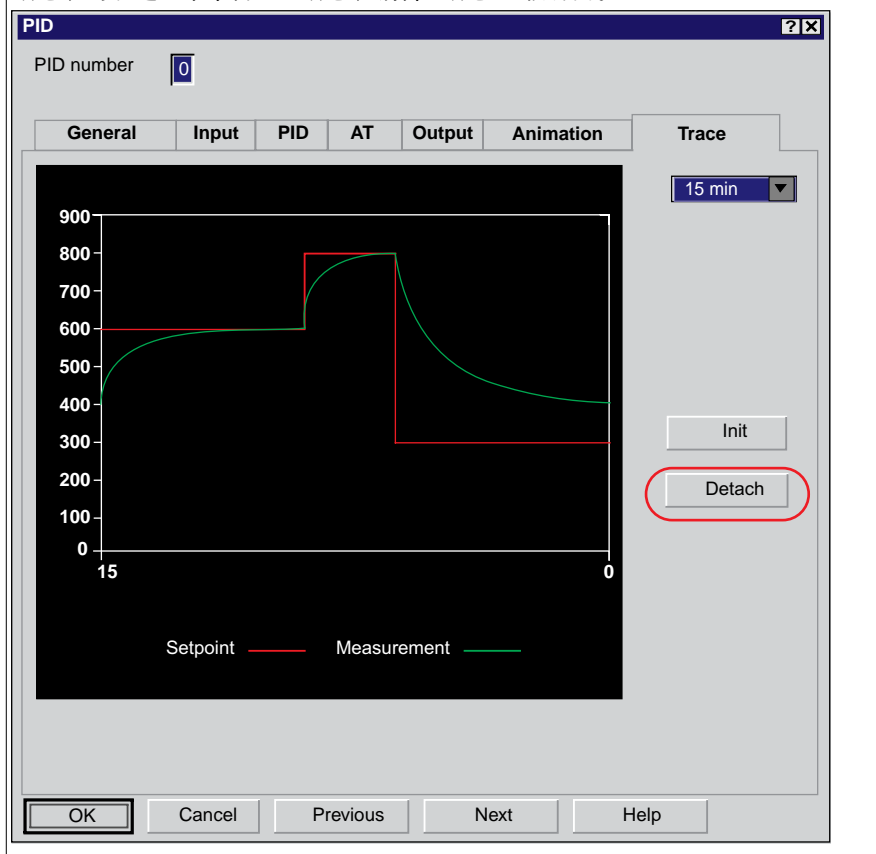 PID
PID number 0
General Input PID AT Output Animation Trace
15 min
900
800
700
600
500
400
300
200
100
0
15 0
Setpoint Measurement
Init
Detach
OK Cancel Previous Next Help